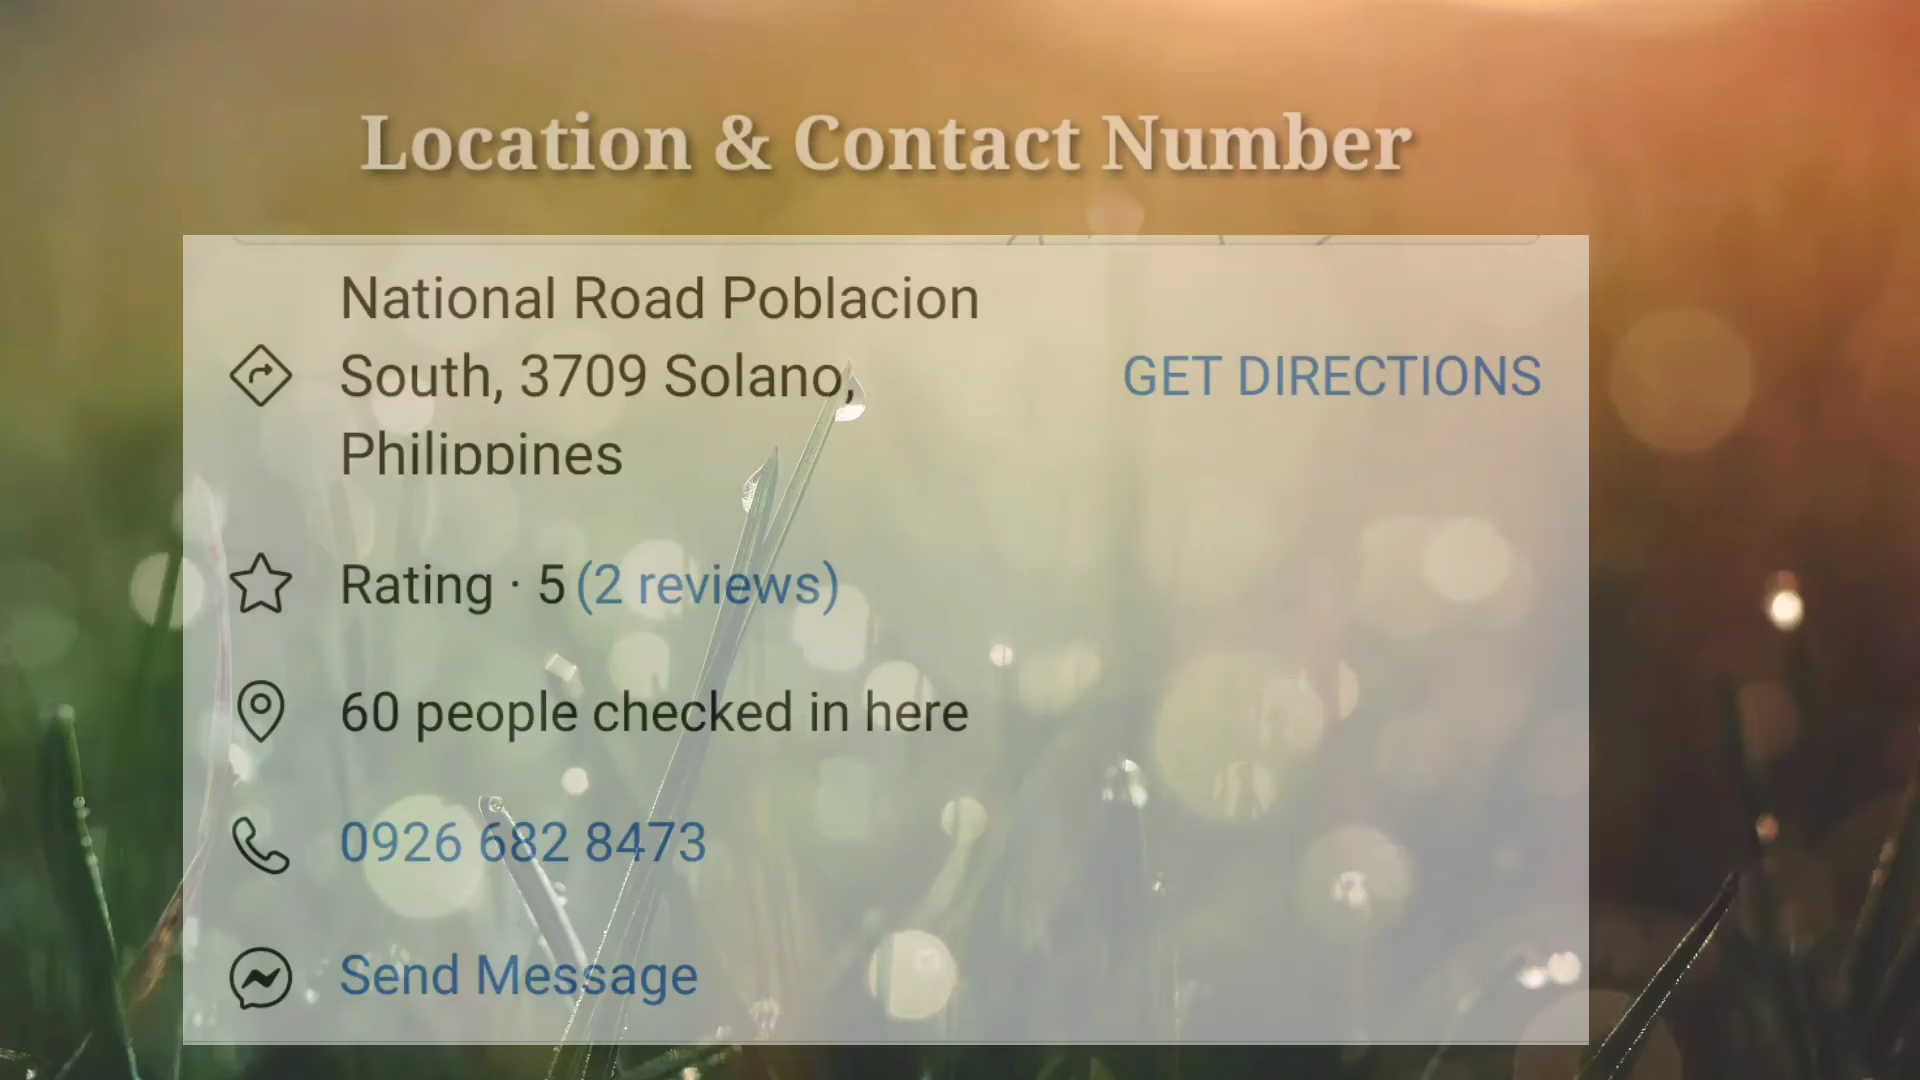 Location & Contact Number
National Road Poblacion
South, 3709 Solano,
Philippines
GET DIRECTIONS
Rating · 5 (2 reviews)
60 people checked in here
0926 682 8473
Send Message